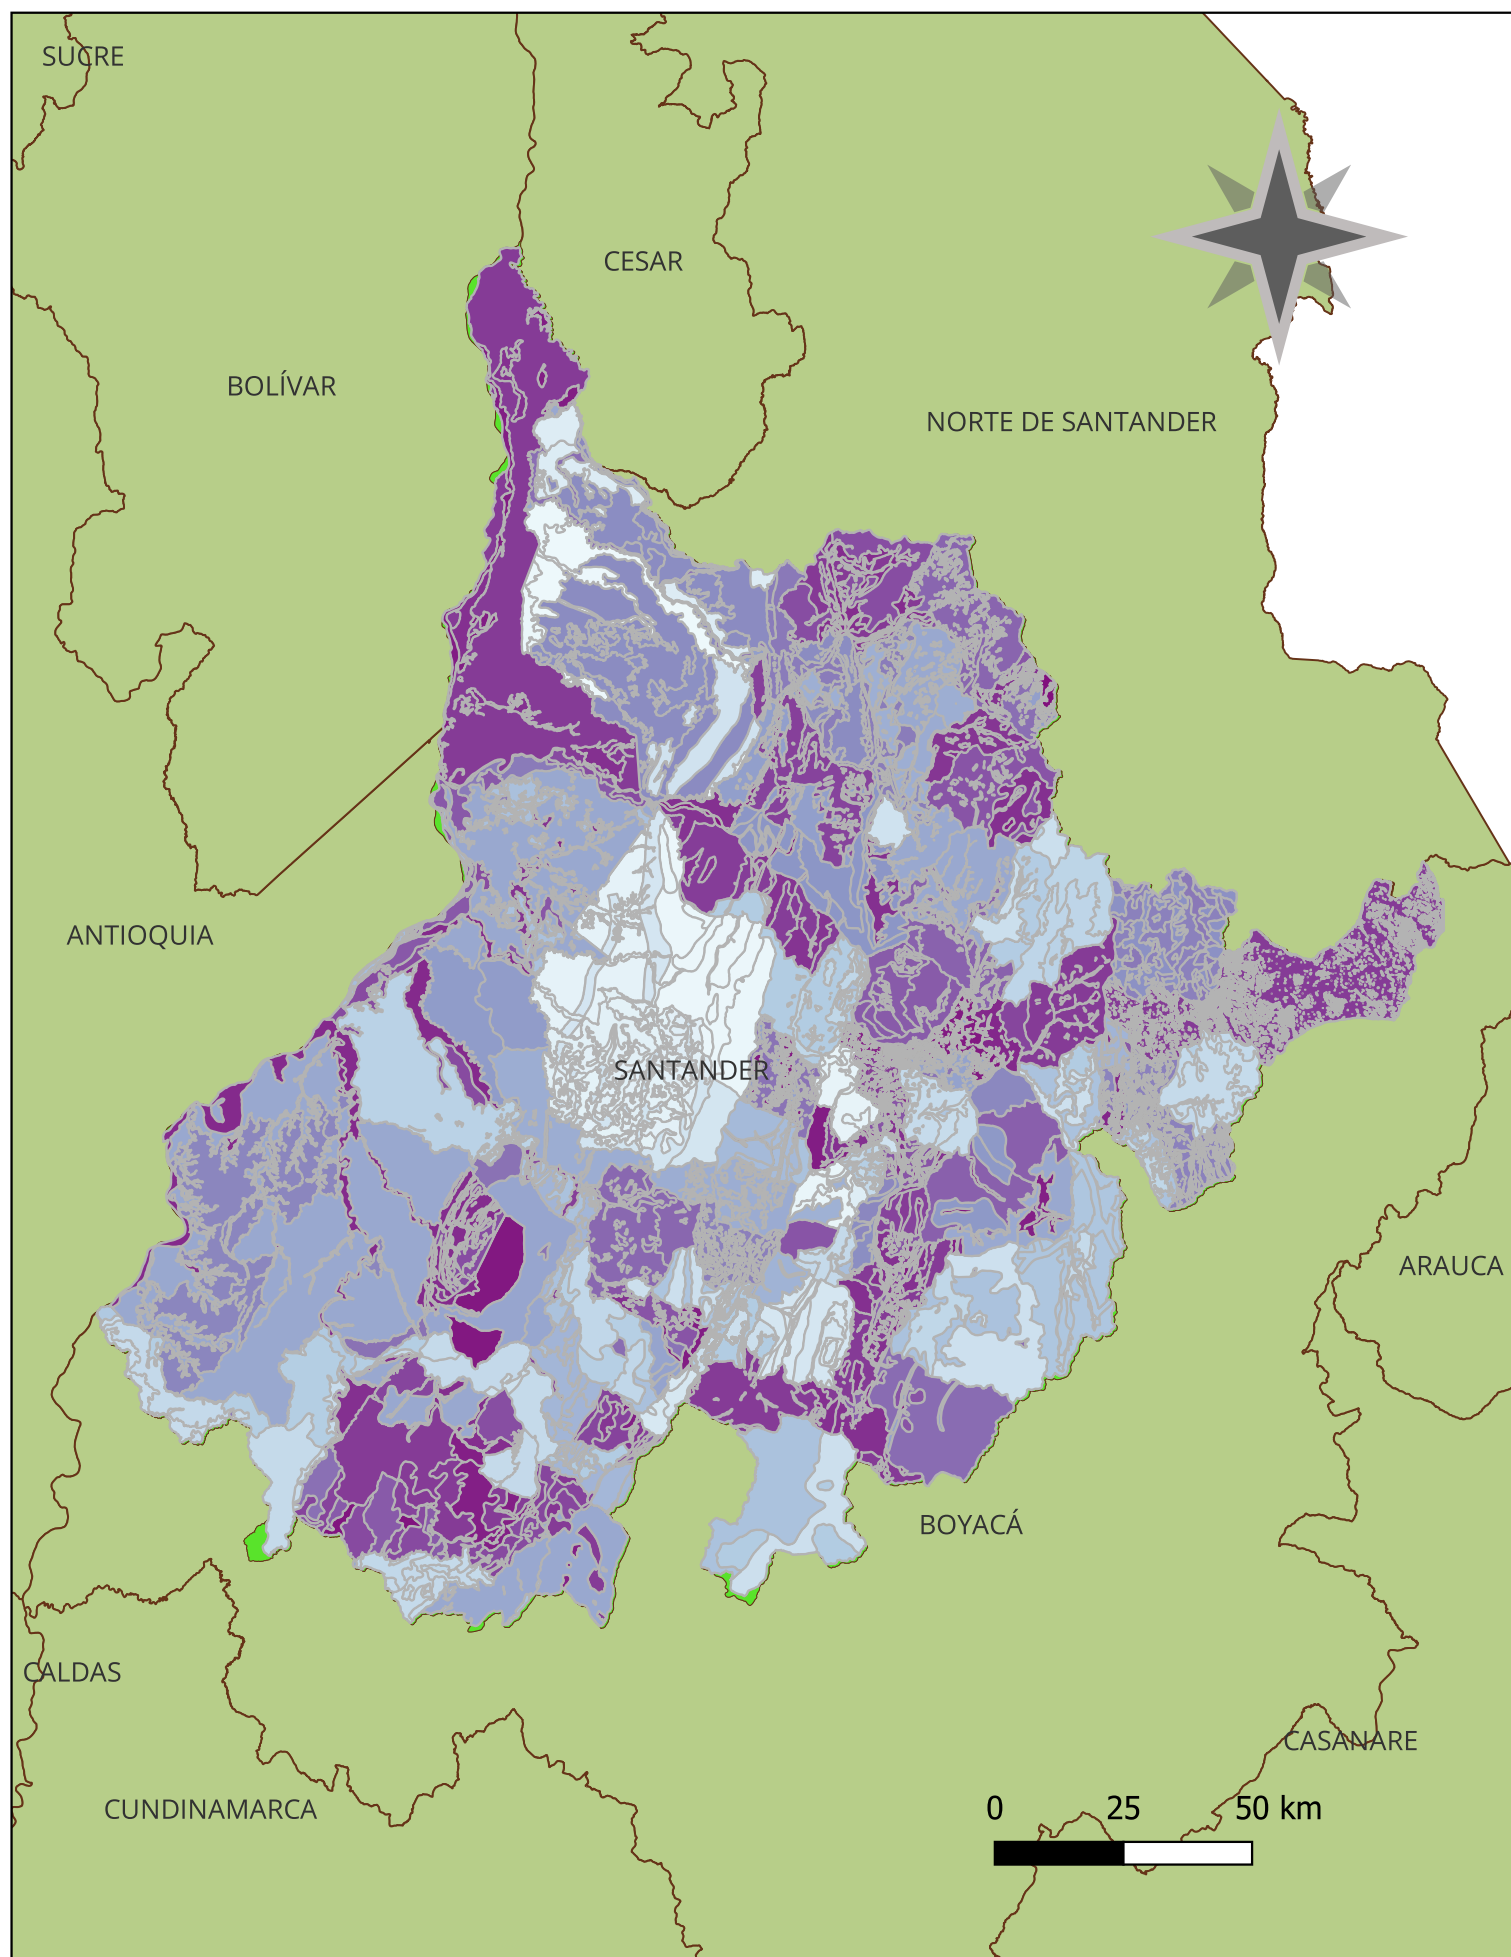 SUCRE
CESAR
BOLÍVAR
NORTE DE SANTANDER
ANTIOQUIA
SANTANDER
ARAUCA
BOYACÁ
CALDAS
CASANARE
CUNDINAMARCA
0 25 50 km